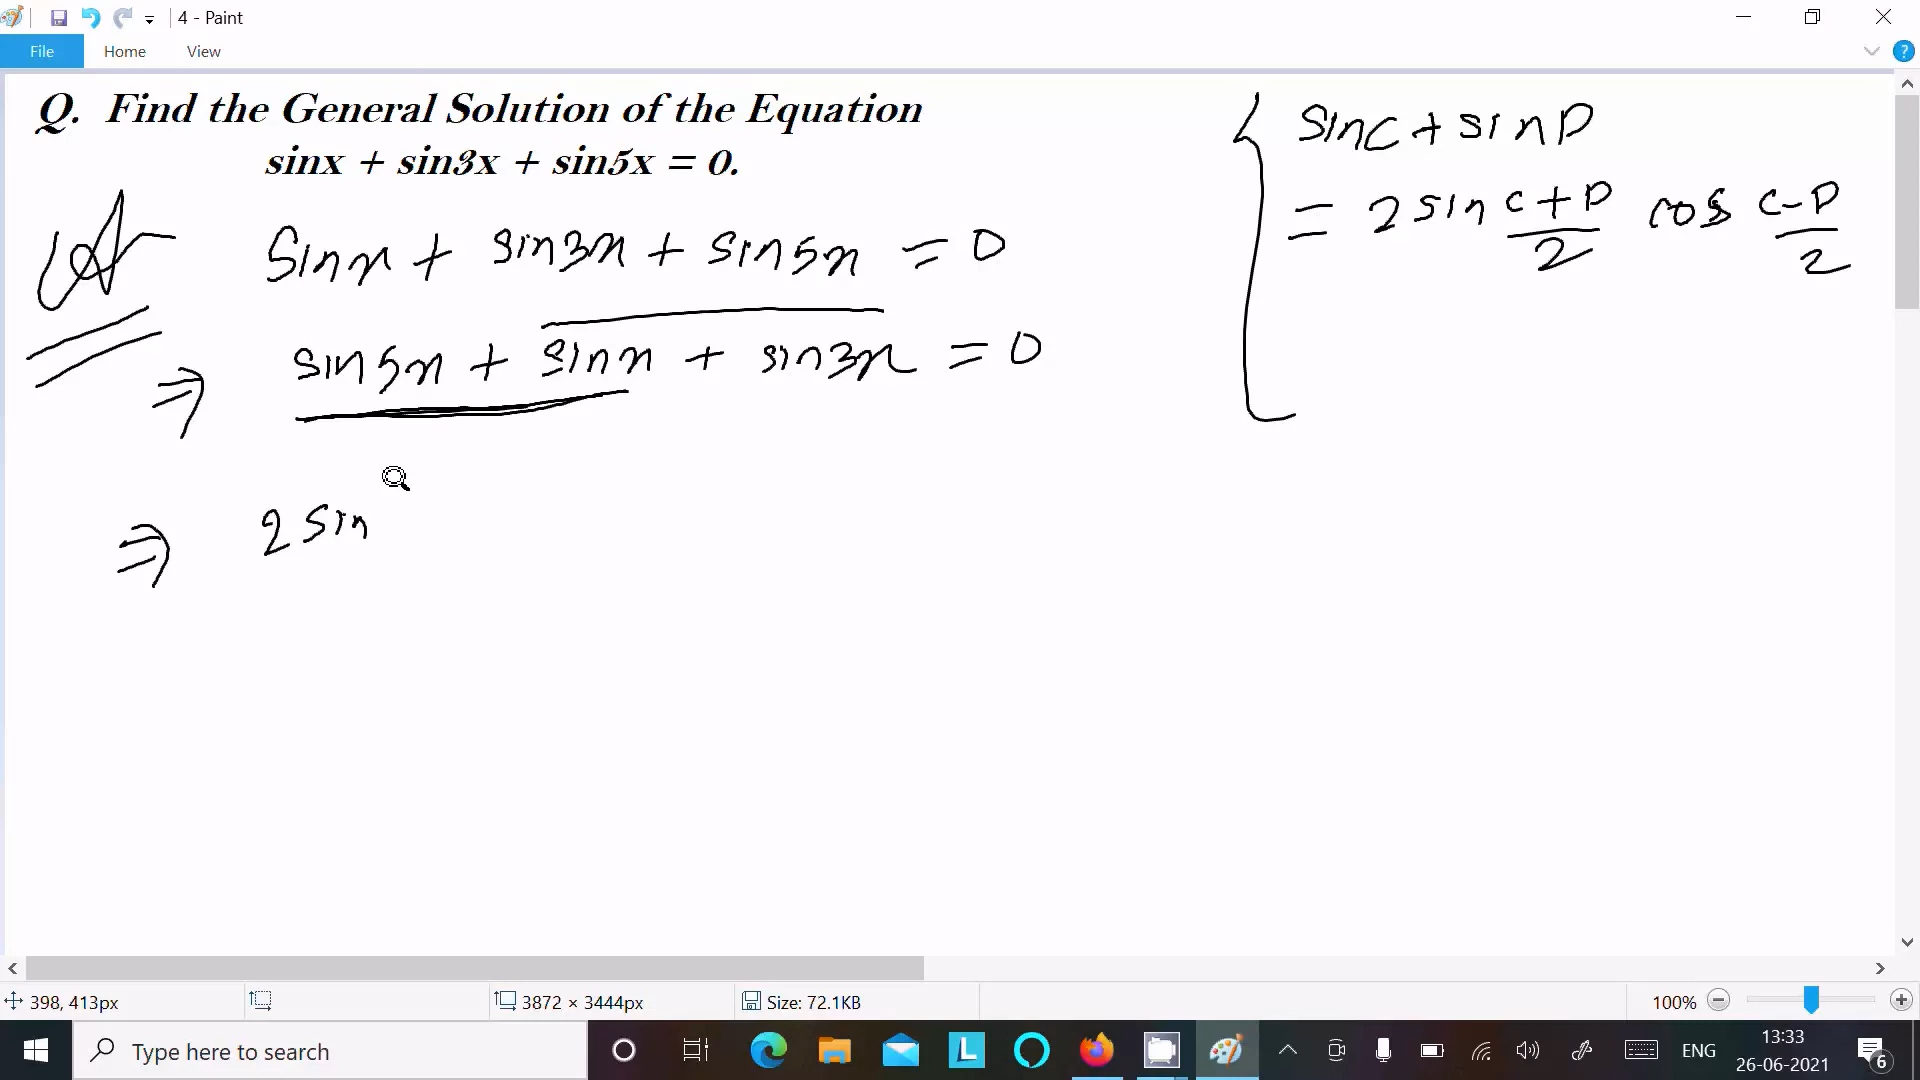 4 - Paint
File Home View
Q. Find the General Solution of the Equation
sinx + sin3x + sin5x = 0.
sinx + sin3x + sin5x = 0
⇒ sin5x + sinx + sin3x = 0
⇒ 2 sin
sinC + sinD
= 2 sin C+D/2 cos C-D/2
398, 413px
3872 × 3444px
Size: 72.1KB
100%
Type here to search
L
ENG
13:33
26-06-2021
6